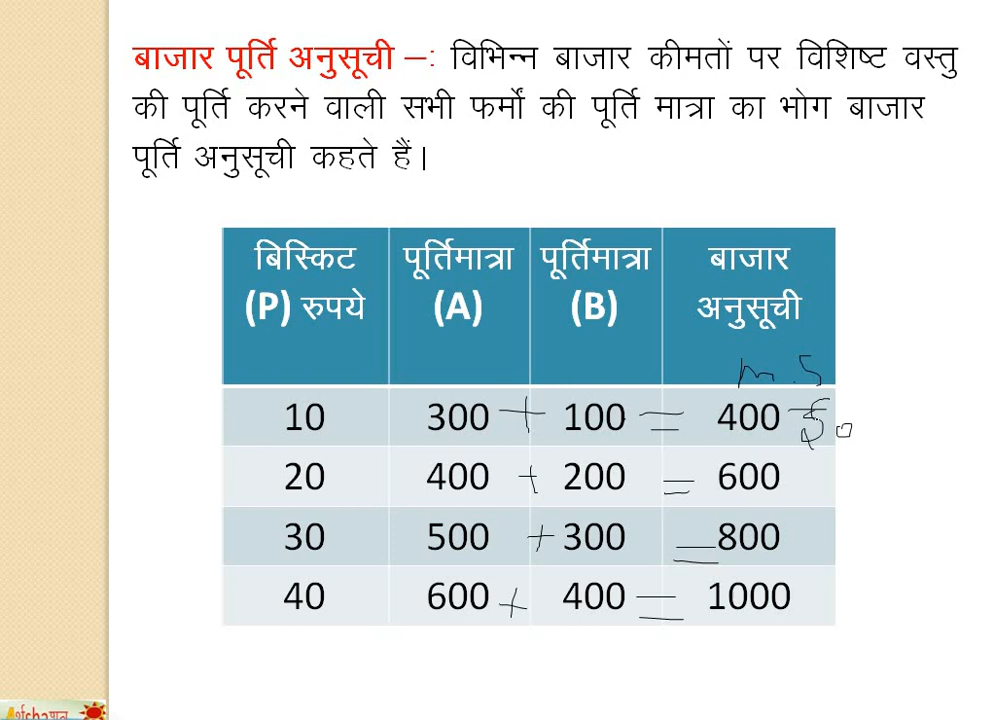 बाजार पूर्ति अनुसूची –: विभिन्न बाजार कीमतों पर विशिष्ट वस्तु
की पूर्ति करने वाली सभी फर्मों की पूर्ति मात्रा का भोग बाजार
पूर्ति अनुसूची कहते हैं।
बिस्किट (P) रुपये पूर्तिमात्रा (A) पूर्तिमात्रा (B) बाजार अनुसूची
m.S
10 300 + 100 = 400
20 400 + 200 = 600
30 500 + 300 = 800
40 600 + 400 = 1000